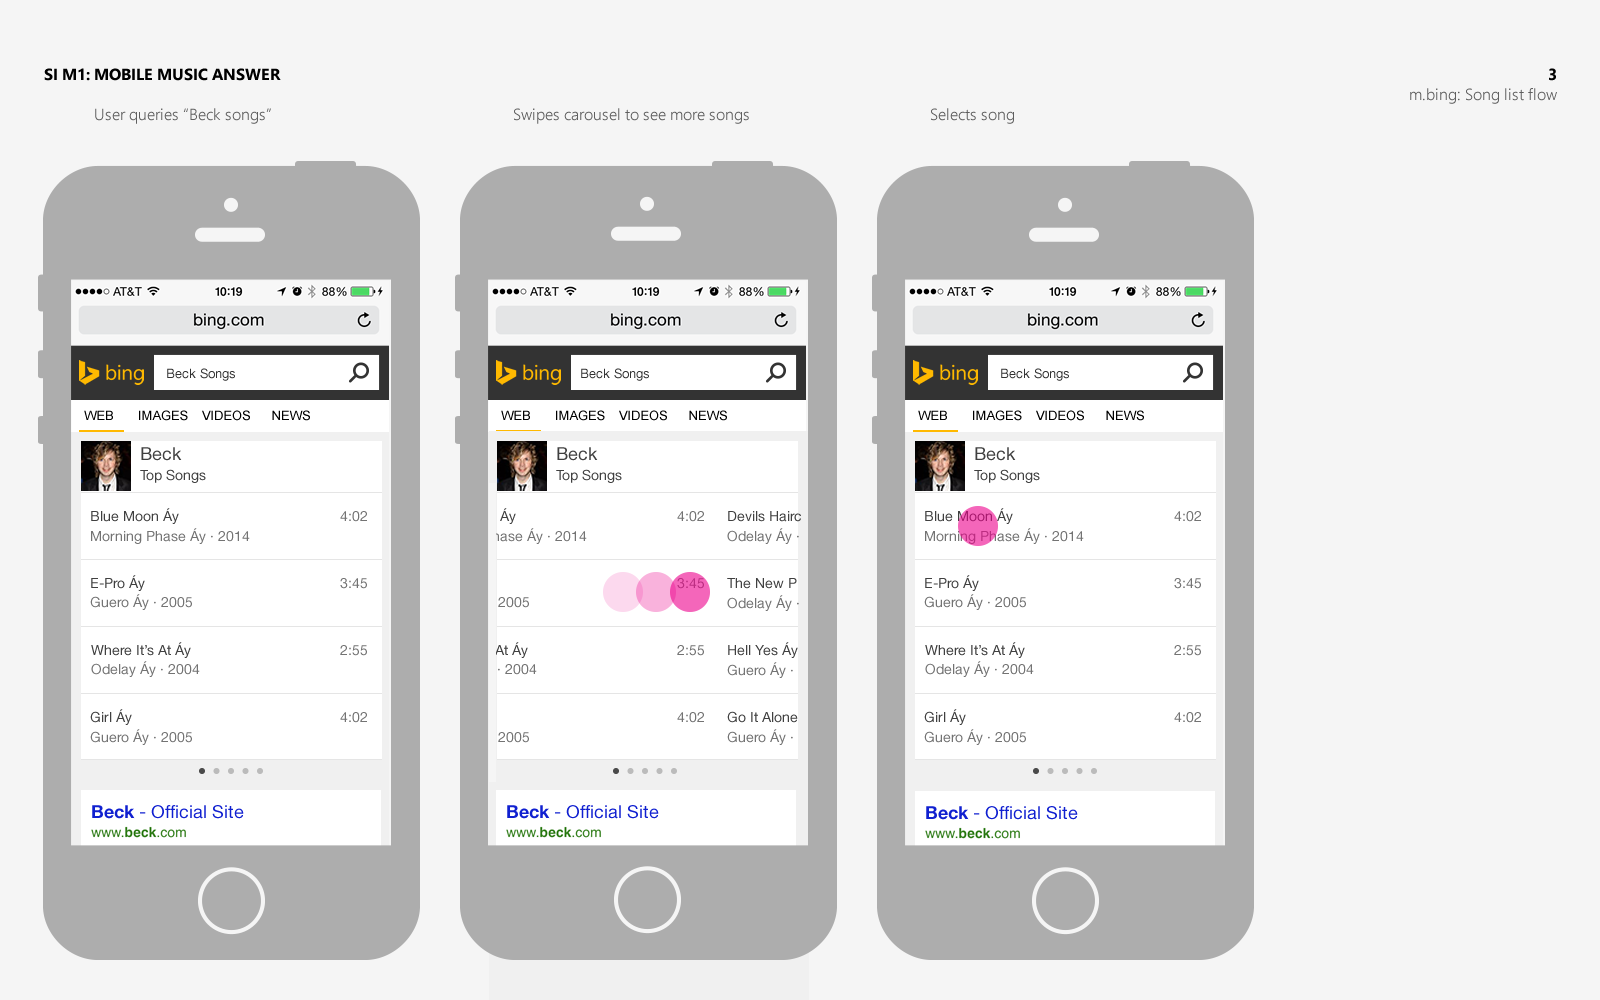 SI M1: MOBILE MUSIC ANSWER
3
m.bing: Song list flow
User queries “Beck songs”
Swipes carousel to see more songs
Selects song
AT&T 10:19 88%
bing.com
bing Beck Songs
WEB IMAGES VIDEOS NEWS
Beck
Top Songs
Blue Moon Áy 4:02
Morning Phase Áy · 2014
E-Pro Áy 3:45
Guero Áy · 2005
Where It’s At Áy 2:55
Odelay Áy · 2004
Girl Áy 4:02
Guero Áy · 2005
Beck - Official Site
www.beck.com
AT&T 10:19 88%
bing.com
bing Beck Songs
WEB IMAGES VIDEOS NEWS
Beck
Top Songs
Áy 4:02 Devils Hairc
hase Áy · 2014 Odelay Áy ·
3:45 The New P
2005 Odelay Áy ·
At Áy 2:55 Hell Yes Áy
· 2004 Guero Áy ·
4:02 Go It Alone
2005 Guero Áy ·
Beck - Official Site
www.beck.com
AT&T 10:19 88%
bing.com
bing Beck Songs
WEB IMAGES VIDEOS NEWS
Beck
Top Songs
Blue Moon Áy 4:02
Morning Phase Áy · 2014
E-Pro Áy 3:45
Guero Áy · 2005
Where It’s At Áy 2:55
Odelay Áy · 2004
Girl Áy 4:02
Guero Áy · 2005
Beck - Official Site
www.beck.com